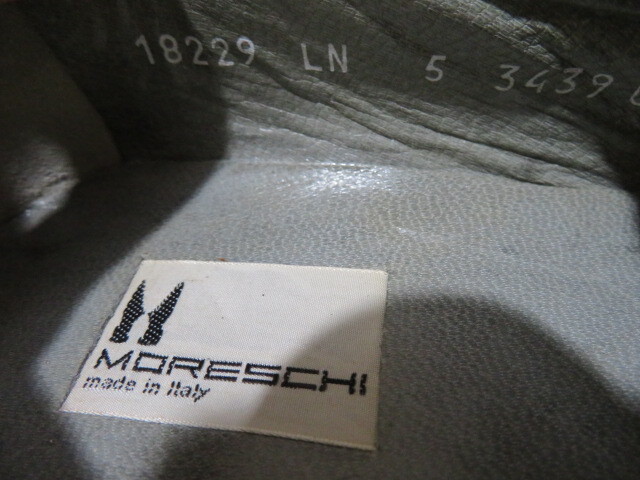 18229 LN 5 3439
MORESCHI
made in Italy